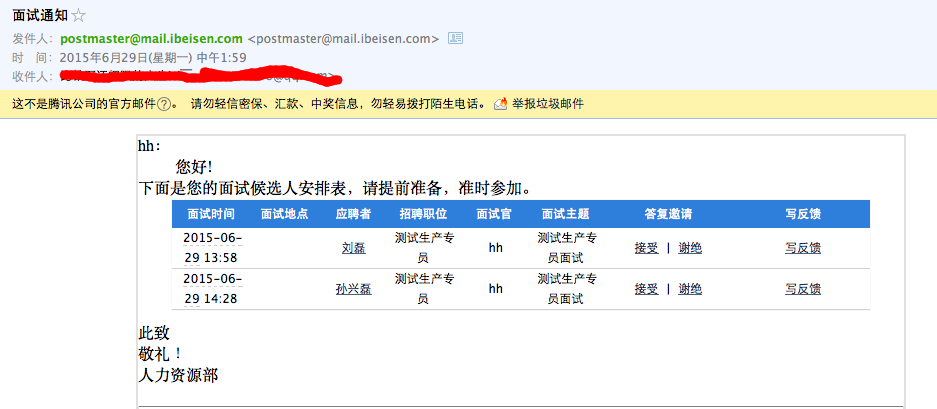 面试通知
发件人： postmaster@mail.ibeisen.com <postmaster@mail.ibeisen.com>
时 间： 2015年6月29日(星期一) 中午1:59
收件人：
这不是腾讯公司的官方邮件?。 请勿轻信密保、汇款、中奖信息，勿轻易拨打陌生电话。 举报垃圾邮件
hh：
您好!
下面是您的面试候选人安排表，请提前准备，准时参加。
面试时间 面试地点 应聘者 招聘职位 面试官 面试主题 答复邀请 写反馈
2015-06-29 13:58 刘磊 测试生产专员 hh 测试生产专员面试 接受 | 谢绝 写反馈
2015-06-29 14:28 孙兴磊 测试生产专员 hh 测试生产专员面试 接受 | 谢绝 写反馈
此致
敬礼！
人力资源部